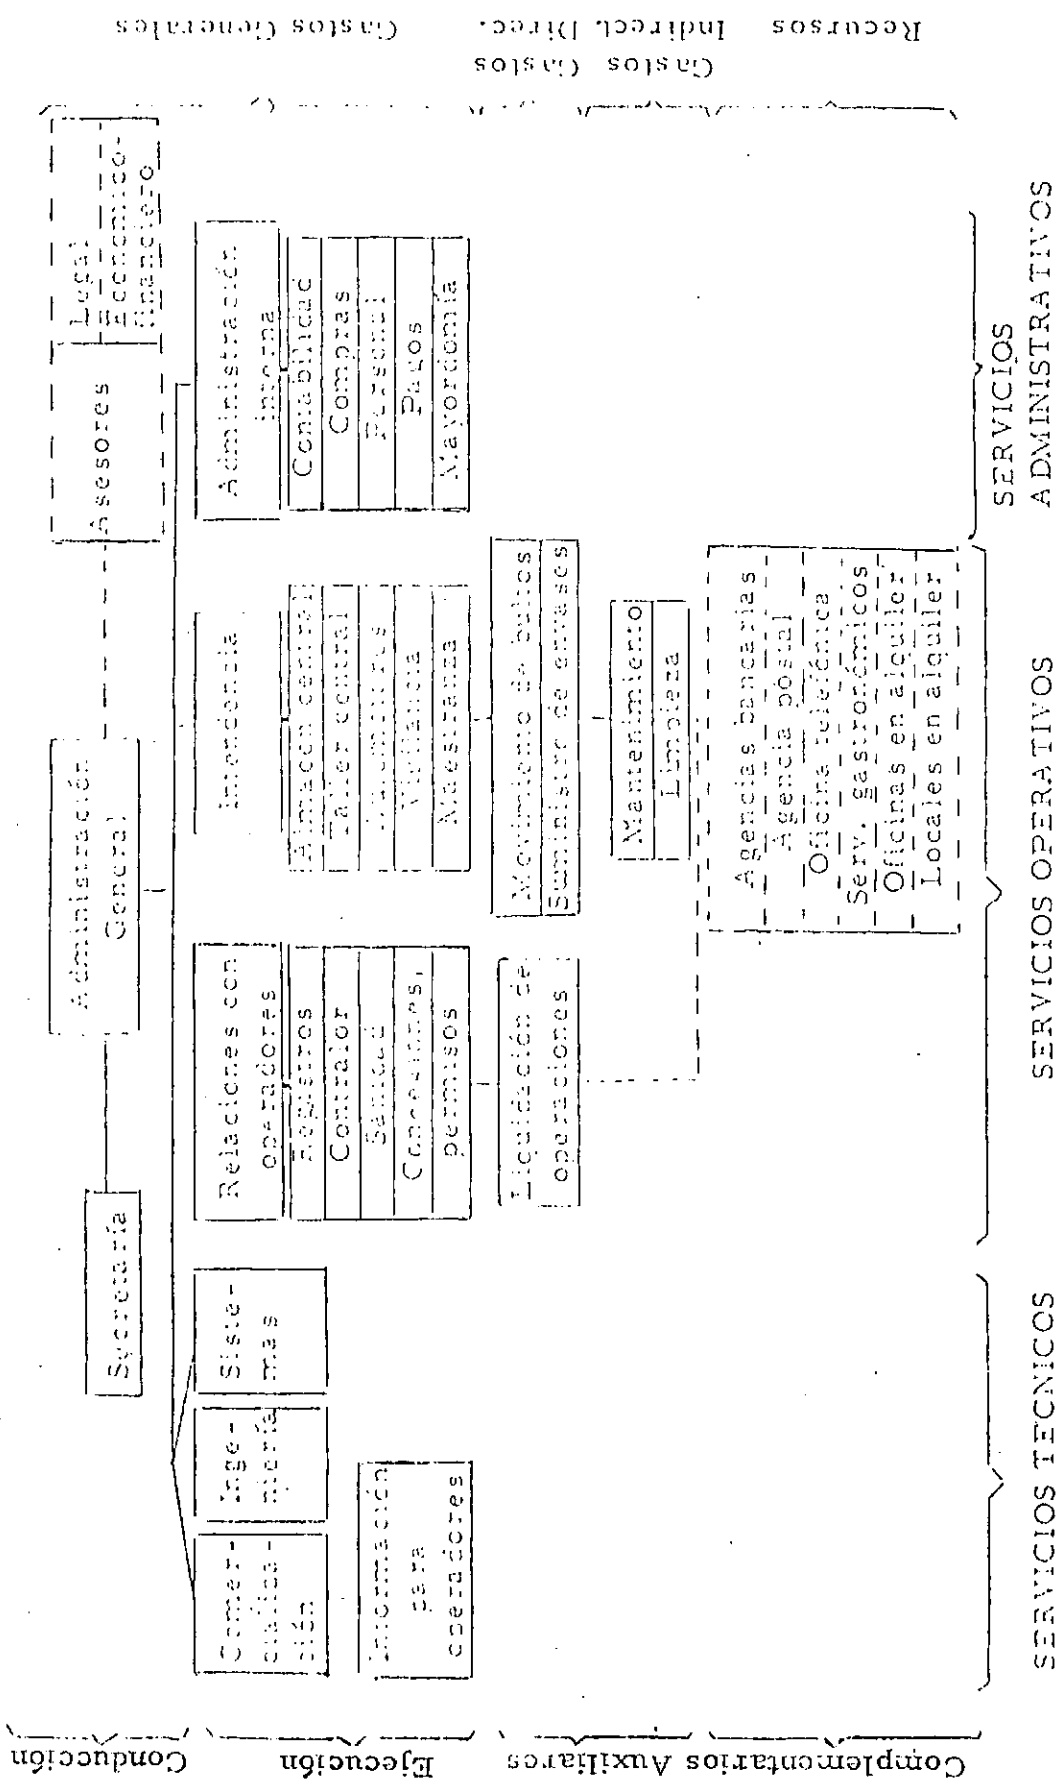 Conducción
Ejecución
Auxiliares
Complementarios
Secretaría
Administración
General
Asesores
Legal
Económico-
financiero
Comer-
cializa-
ción
Inge-
niería
Siste-
mas
Información
para
operadores
Relaciones con
operadores
Registros
Contralor
Sanidad
Concesiones,
permisos
Liquidación de
operaciones
Intendencia
Almacén central
Taller central
Vigilancia
Maestranza
Movimiento de bultos
Suministro de envases
Mantenimiento
Limpieza
Agencias bancarias
Agencia postal
Oficina telefónica
Serv. gastronómicos
Oficinas en alquiler
Locales en alquiler
Administración
interna
Contabilidad
Compras
Personal
Pagos
Mayordomía
SERVICIOS TECNICOS
SERVICIOS OPERATIVOS
SERVICIOS
ADMINISTRATIVOS
Gastos Generales
Gastos
Direc.
Gastos
Indirect.
Recursos